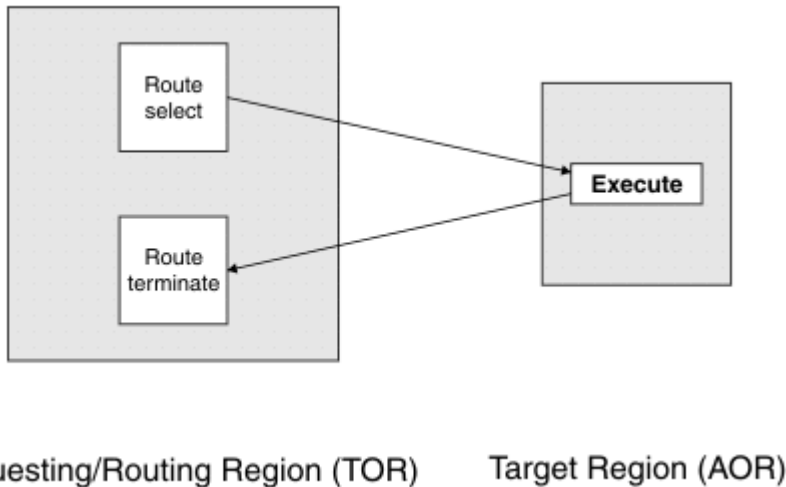 Route
select
Execute
Route
terminate
uesting/Routing Region (TOR)
Target Region (AOR)